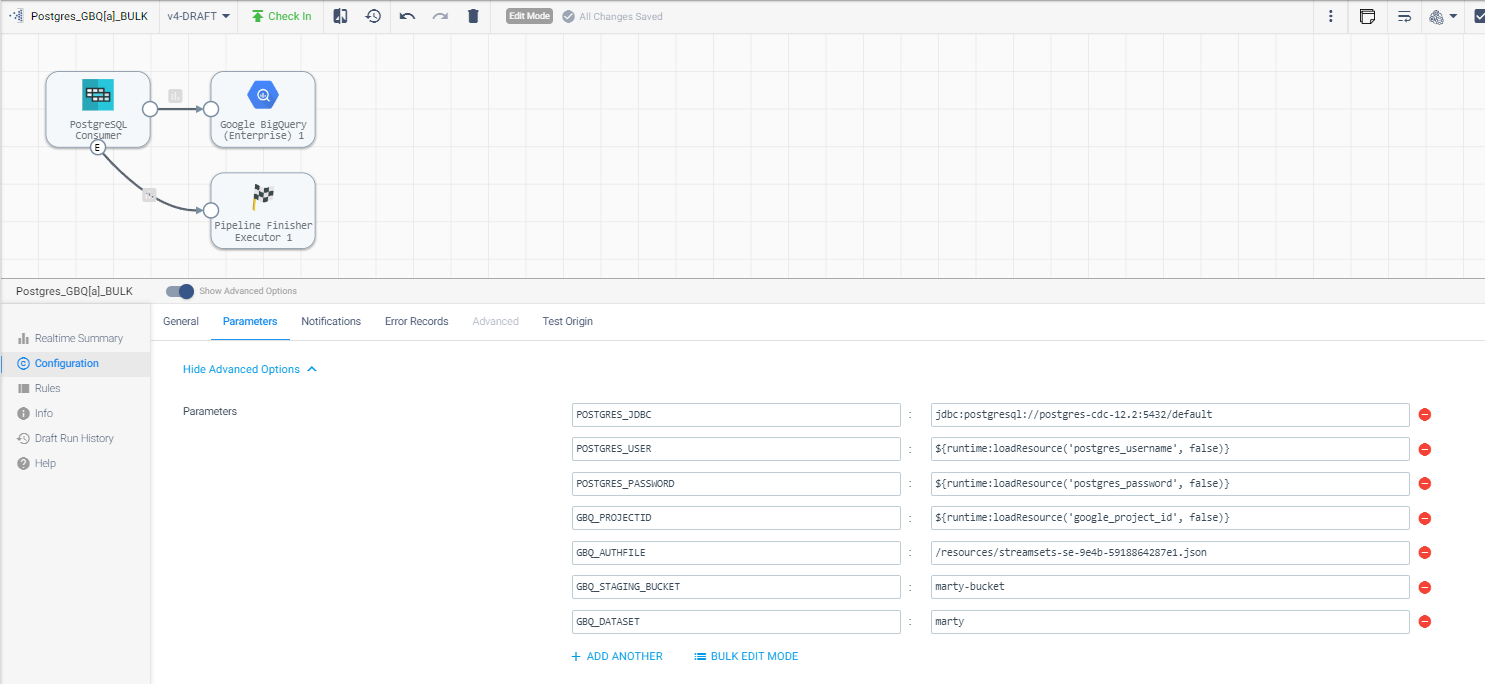 Postgres_GBQ[a]_BULK
v4-DRAFT
Check In
Edit Mode
All Changes Saved
PostgreSQL
Consumer
E
Google BigQuery
(Enterprise) 1
Pipeline Finisher
Executor 1
Postgres_GBQ[a]_BULK
Show Advanced Options
Realtime Summary
Configuration
Rules
Info
Draft Run History
Help
General Parameters Notifications Error Records Advanced Test Origin
Hide Advanced Options
Parameters
POSTGRES_JDBC : jdbc:postgresql://postgres-cdc-12.2:5432/default
POSTGRES_USER : ${runtime:loadResource('postgres_username', false)}
POSTGRES_PASSWORD : ${runtime:loadResource('postgres_password', false)}
GBQ_PROJECTID : ${runtime:loadResource('google_project_id', false)}
GBQ_AUTHFILE : /resources/streamsets-se-9e4b-5918864287e1.json
GBQ_STAGING_BUCKET : marty-bucket
GBQ_DATASET : marty
+ ADD ANOTHER
BULK EDIT MODE